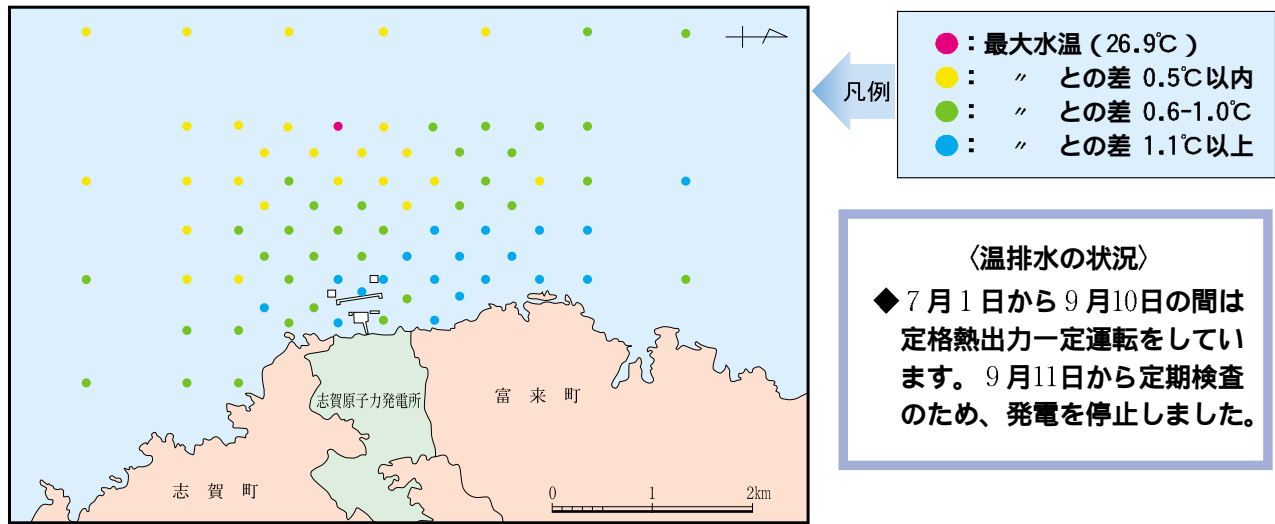 凡例
：最大水温（26.9℃）
：〃 との差 0.5℃以内
：〃 との差 0.6-1.0℃
：〃 との差 1.1℃以上
〈温排水の状況〉
◆７月１日から９月10日の間は
定格熱出力一定運転をしてい
ます。９月11日から定期検査
のため、発電を停止しました。
志賀原子力発電所
富来町
志賀町
0 1 2km